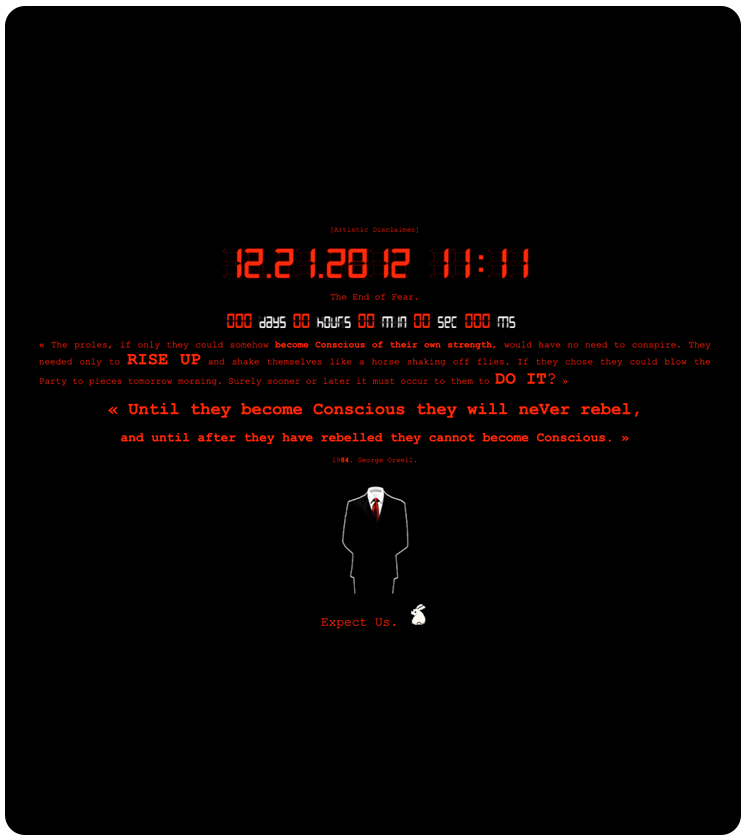 [Artistic Disclaimer]
12.21.2012 11:11
The End of Fear.
000 days 00 hours 00 min 00 sec 000 ms
« The proles, if only they could somehow become Conscious of their own strength, would have no need to conspire. They
needed only to RISE UP and shake themselves like a horse shaking off flies. If they chose they could blow the
Party to pieces tomorrow morning. Surely sooner or later it must occur to them to DO IT? »
« Until they become Conscious they will neVer rebel,
and until after they have rebelled they cannot become Conscious. »
1984. George Orwell.
Expect Us.